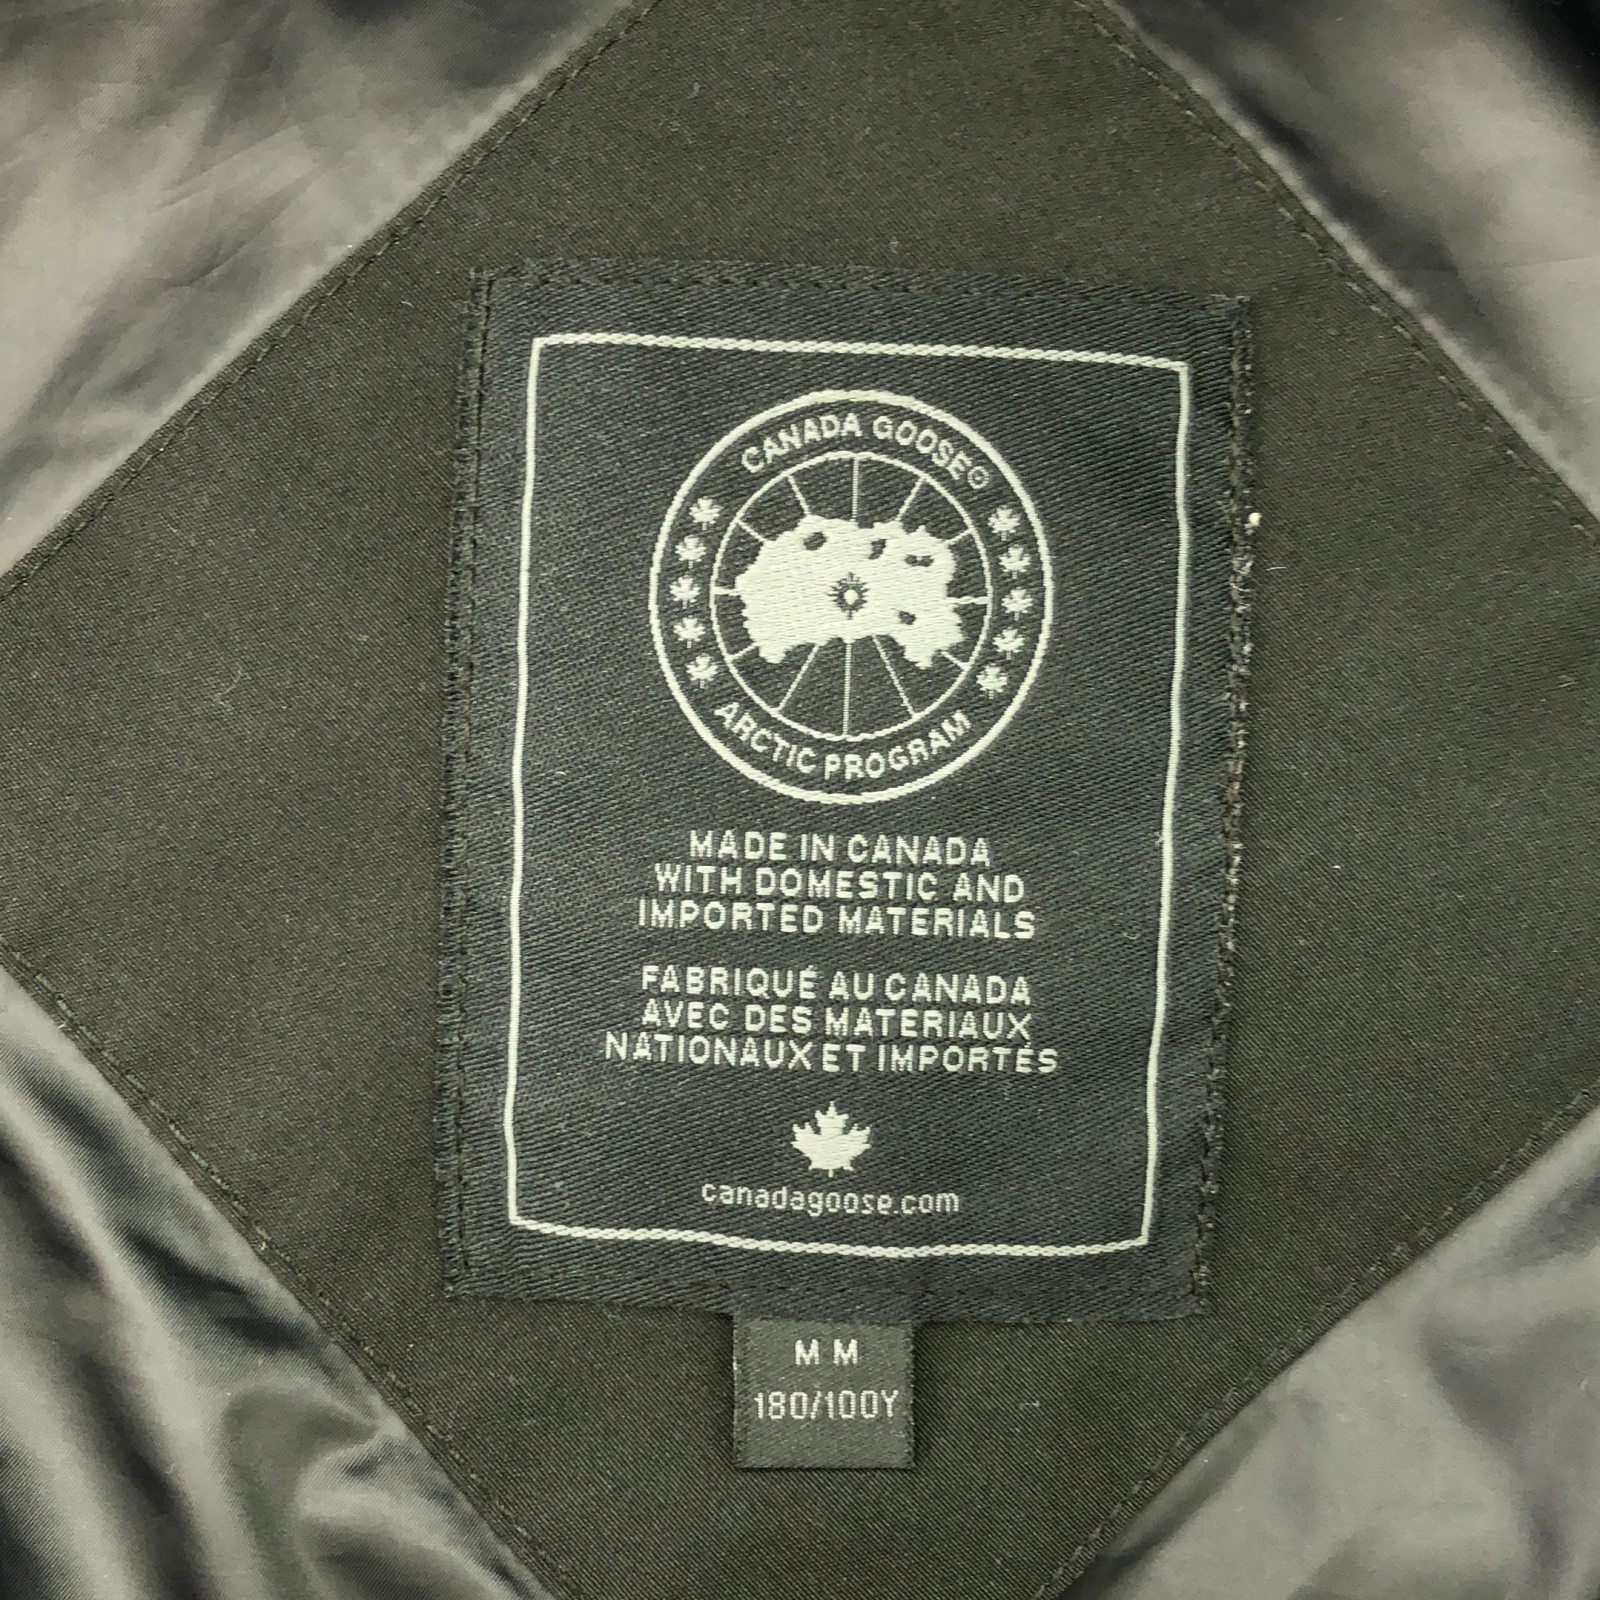 CANADA GOOSE®
ARCTIC PROGRAM
MADE IN CANADA
WITH DOMESTIC AND
IMPORTED MATERIALS
FABRIQUÉ AU CANADA
AVEC DES MATÉRIAUX
NATIONAUX ET IMPORTÉS
canadagoose.com
M M
180/100Y